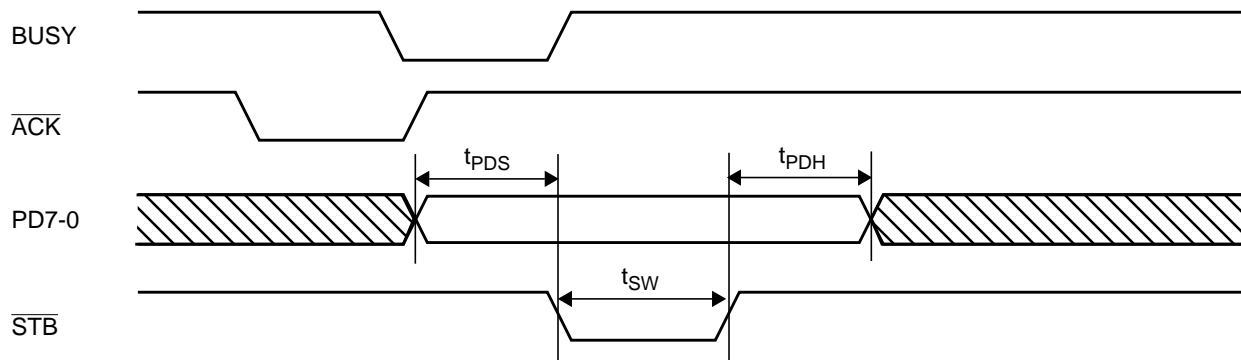 BUSY
ACK
tPDS
tPDH
PD7-0
tSW
STB